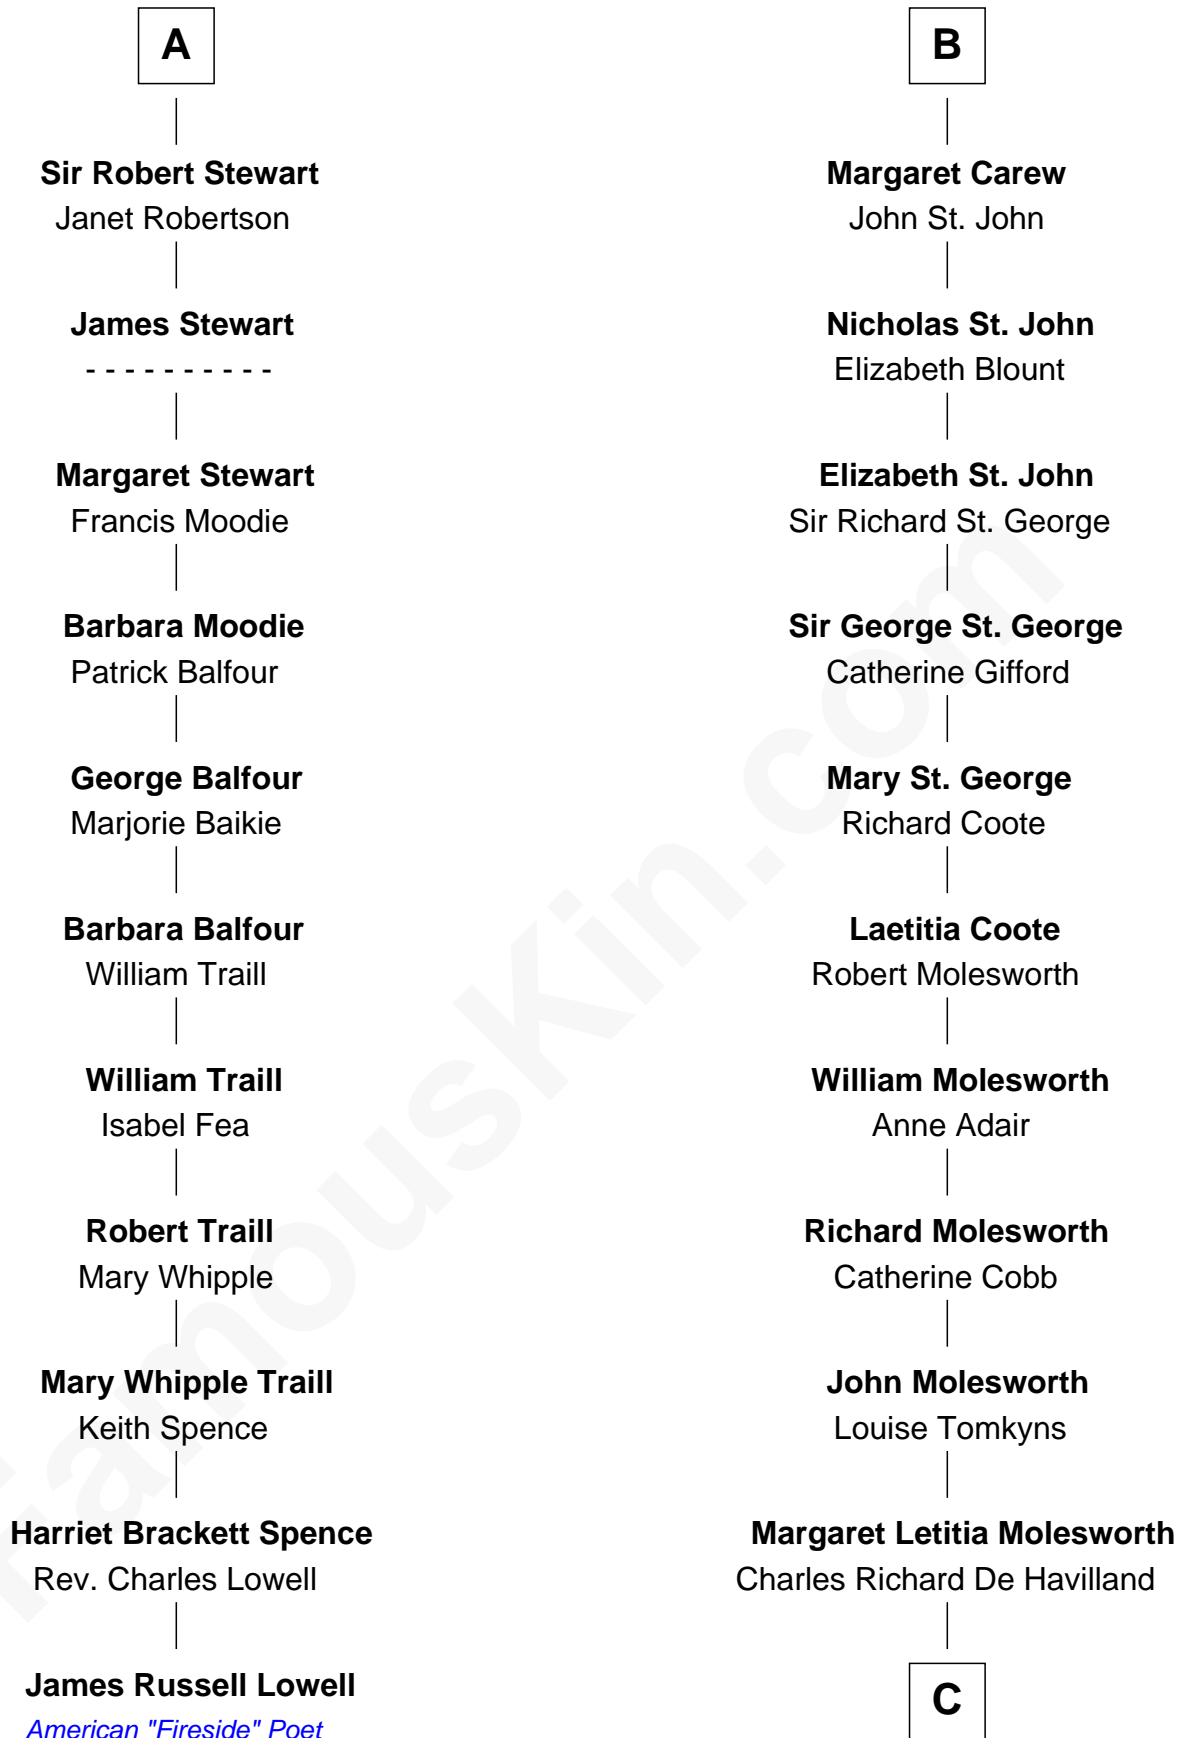 A
Sir Robert Stewart
Janet Robertson
James Stewart
- - - - - - - - - -
Margaret Stewart
Francis Moodie
Barbara Moodie
Patrick Balfour
George Balfour
Marjorie Baikie
Barbara Balfour
William Traill
William Traill
Isabel Fea
Robert Traill
Mary Whipple
Mary Whipple Traill
Keith Spence
Harriet Brackett Spence
Rev. Charles Lowell
James Russell Lowell
American "Fireside" Poet
B
Margaret Carew
John St. John
Nicholas St. John
Elizabeth Blount
Elizabeth St. John
Sir Richard St. George
Sir George St. George
Catherine Gifford
Mary St. George
Richard Coote
Laetitia Coote
Robert Molesworth
William Molesworth
Anne Adair
Richard Molesworth
Catherine Cobb
John Molesworth
Louise Tomkyns
Margaret Letitia Molesworth
Charles Richard De Havilland
C
FamousKin.com